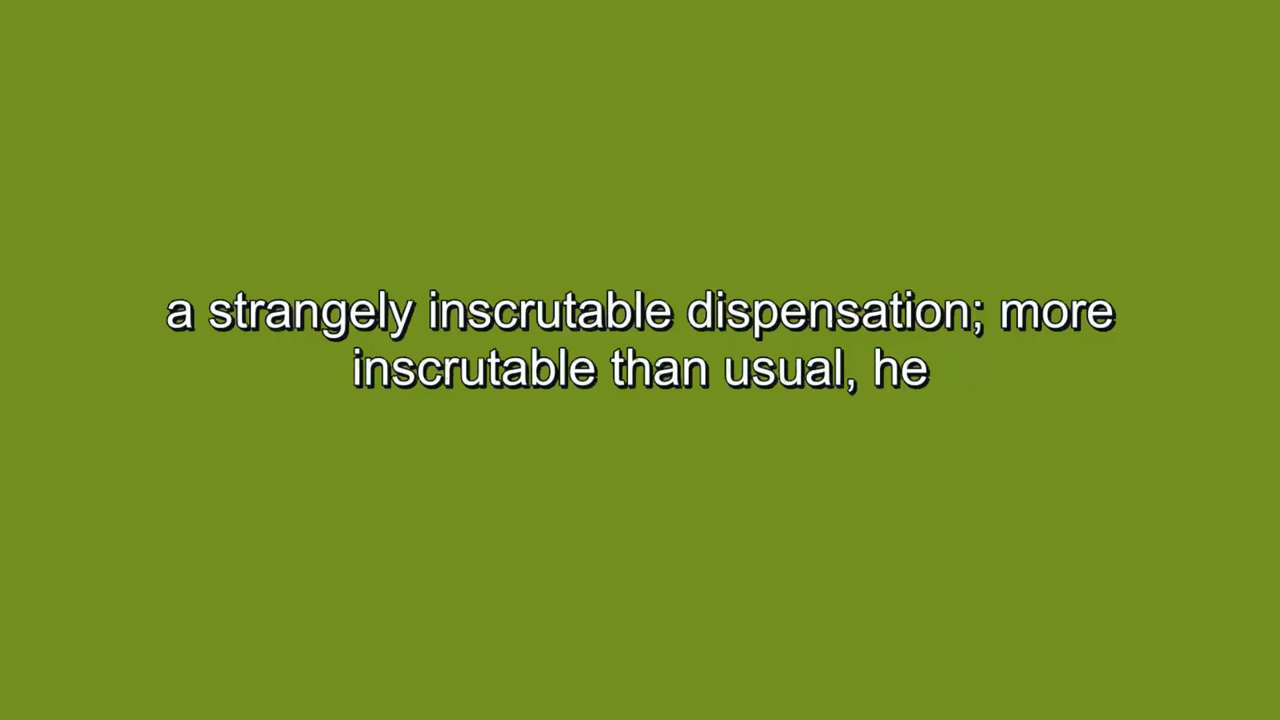 a strangely inscrutable dispensation; more
inscrutable than usual, he